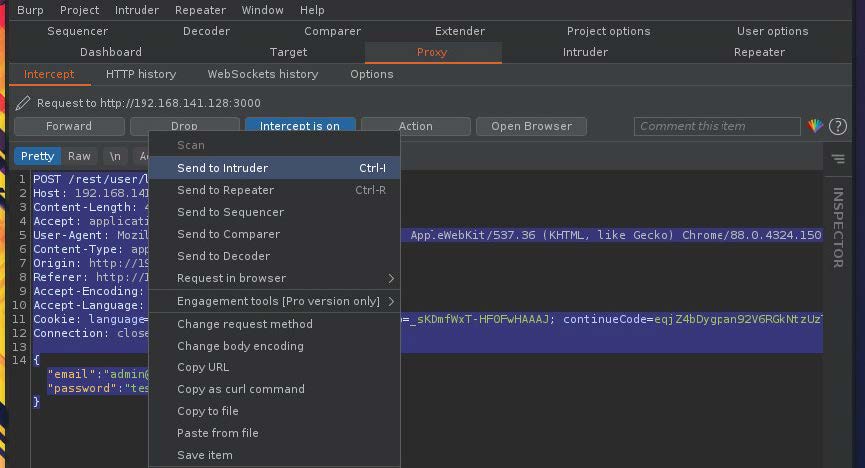 Burp Project Intruder Repeater Window Help
Sequencer Decoder Comparer Extender Project options User options
Dashboard Target Proxy Intruder Repeater
Intercept HTTP history WebSockets history Options
Request to http://192.168.141.128:3000
Forward Drop Intercept is on Action Open Browser Comment this item
Pretty Raw \n
Scan
Send to Intruder Ctrl-I
Send to Repeater Ctrl-R
Send to Sequencer
Send to Comparer
Send to Decoder
Request in browser
Engagement tools [Pro version only]
Change request method
Change body encoding
Copy URL
Copy as curl command
Copy to file
Paste from file
Save item
1 POST /rest/user/l
2 Host: 192.168.141
3 Content-Length: 4
4 Accept: applicati
5 User-Agent: Mozil AppleWebKit/537.36 (KHTML, like Gecko) Chrome/88.0.4324.150
6 Content-Type: app
7 Origin: http://19
8 Referer: http://1
9 Accept-Encoding:
10 Accept-Language:
11 Cookie: language= =_sKDmfWxT-HFOFwHAAAJ; continueCode=
12 Connection: close
13
14 {
"email":"admin@
"password":"tes
}
INSPECTOR